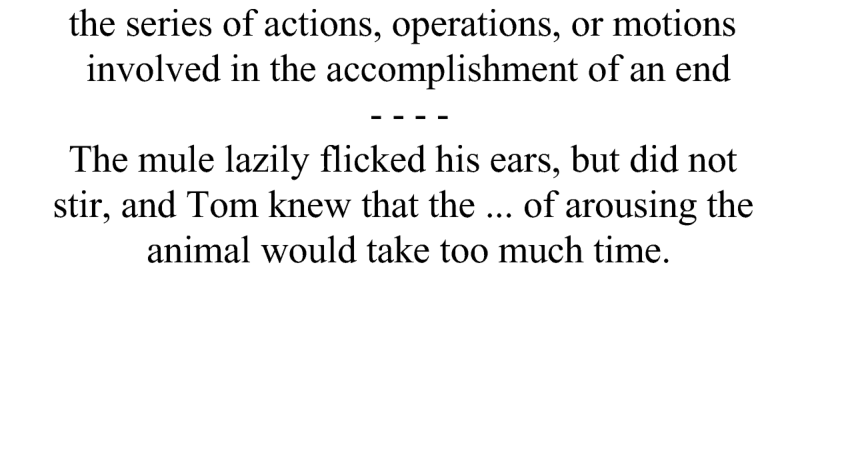 the series of actions, operations, or motions
involved in the accomplishment of an end
- - - -
The mule lazily flicked his ears, but did not
stir, and Tom knew that the ... of arousing the
animal would take too much time.